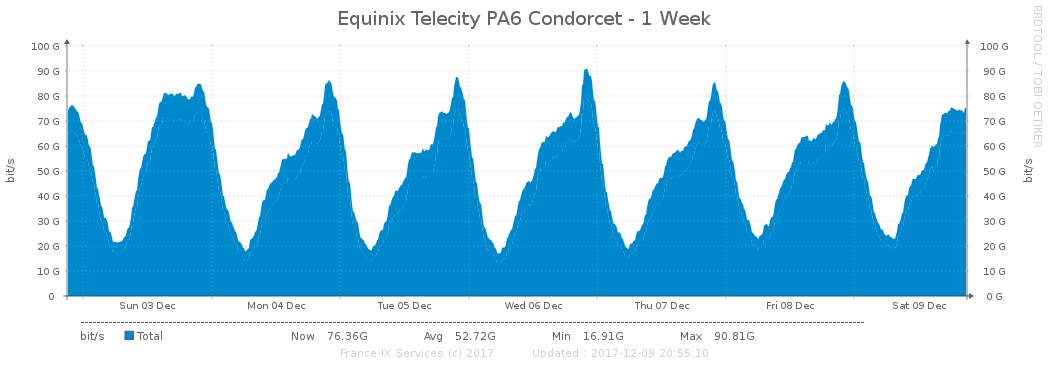 Equinix Telecity PA6 Condorcet - 1 Week
RRDTOOL / TOBI OETIKER
100 G 100 G
90 G 90 G
80 G 80 G
70 G 70 G
60 G 60 G
50 G 50 G
40 G 40 G
30 G 30 G
20 G 20 G
10 G 10 G
0 0 G
bit/s
bit/s
Sun 03 Dec Mon 04 Dec Tue 05 Dec Wed 06 Dec Thu 07 Dec Fri 08 Dec Sat 09 Dec
bit/s Total Now 76.36G Avg 52.72G Min 16.91G Max 90.81G
France-IX Services (c) 2017 Updated : 2017-12-09 20:55:10